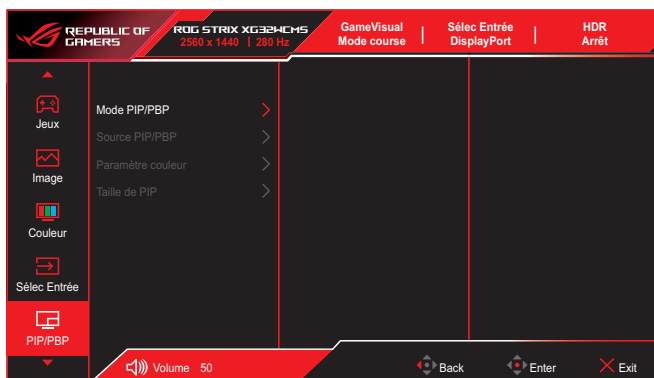 REPUBLIC OF
GAMERS
ROG STRIX XG32WCMS
2560 x 1440 | 280 Hz
GameVisual
Mode course
Sélec Entrée
DisplayPort
HDR
Arrêt
Jeux
Image
Couleur
Sélec Entrée
PIP/PBP
Mode PIP/PBP
Source PIP/PBP
Paramètre couleur
Taille de PIP
Volume 50
Back
Enter
Exit